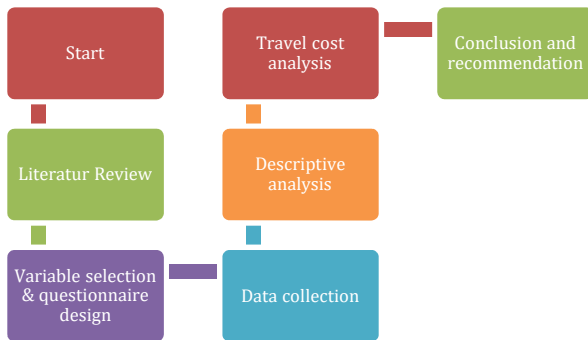 Start
Literatur Review
Variable selection
& questionnaire
design
Data collection
Descriptive
analysis
Travel cost
analysis
Conclusion and
recommendation